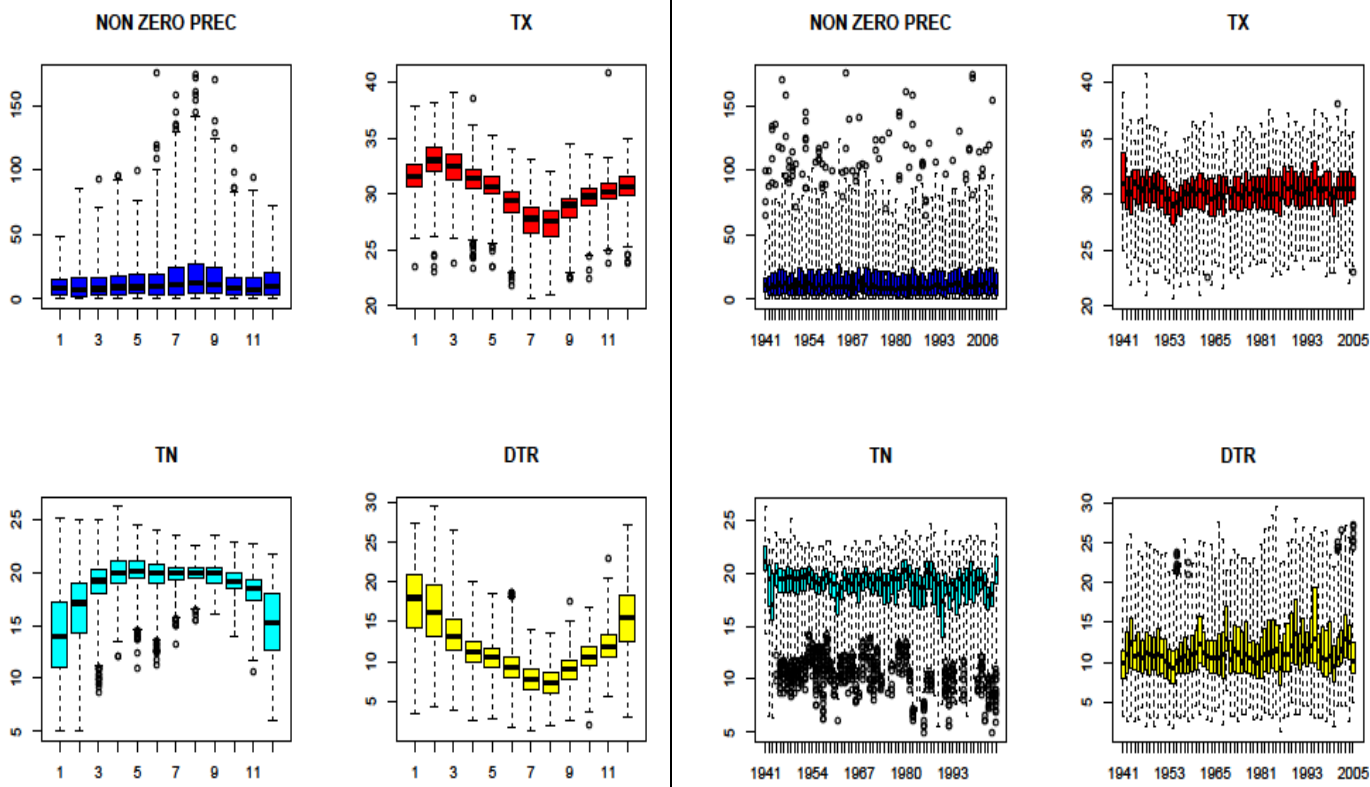 NON ZERO PREC
0 50 100 150
1 3 5 7 9 11
TX
20 25 30 35 40
1 3 5 7 9 11
NON ZERO PREC
0 50 100 150
1941 1954 1967 1980 1993 2006
TX
20 25 30 35 40
1941 1953 1965 1981 1993 2005
TN
5 10 15 20 25
1 3 5 7 9 11
DTR
5 10 15 20 25 30
1 3 5 7 9 11
TN
5 10 15 20 25
1941 1954 1967 1980 1993
DTR
5 10 15 20 25 30
1941 1953 1965 1981 1993 2005